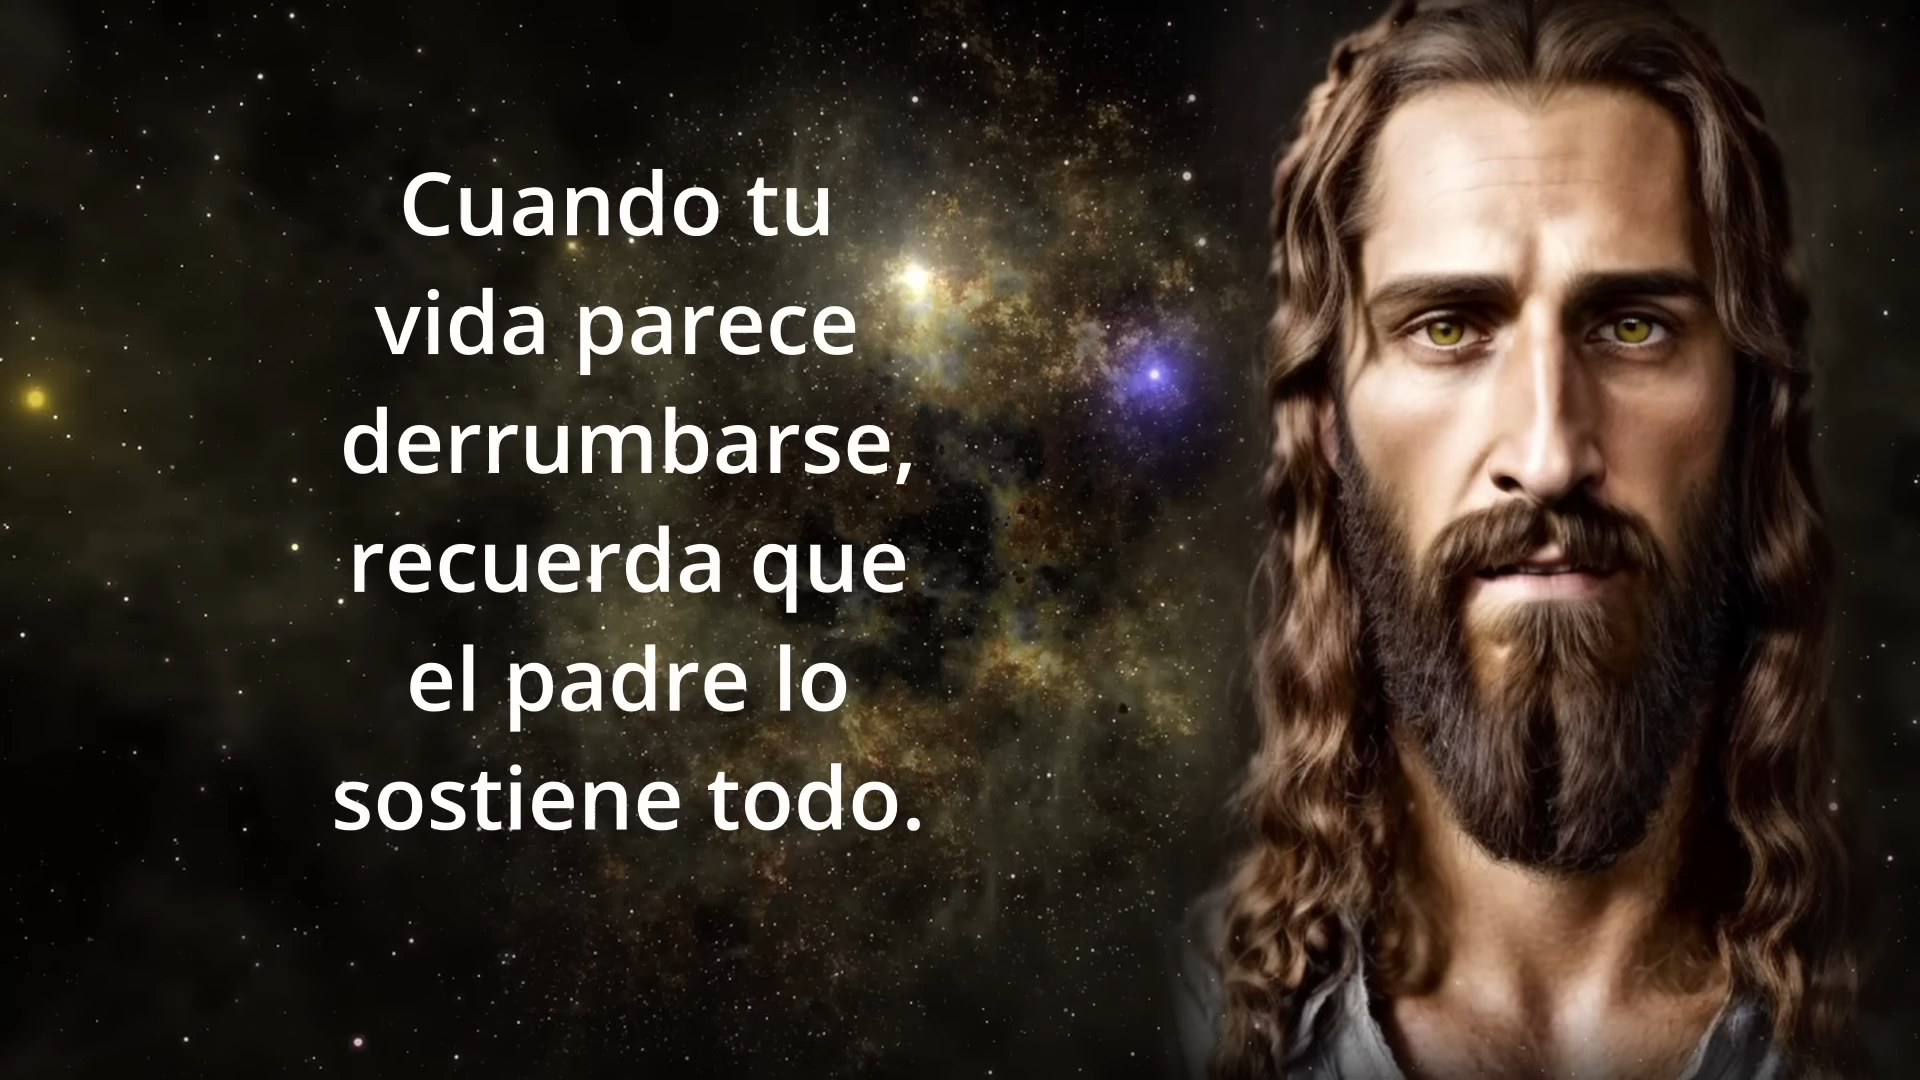 Cuando tu
vida parece
derrumbarse,
recuerda que
el padre lo
sostiene todo.